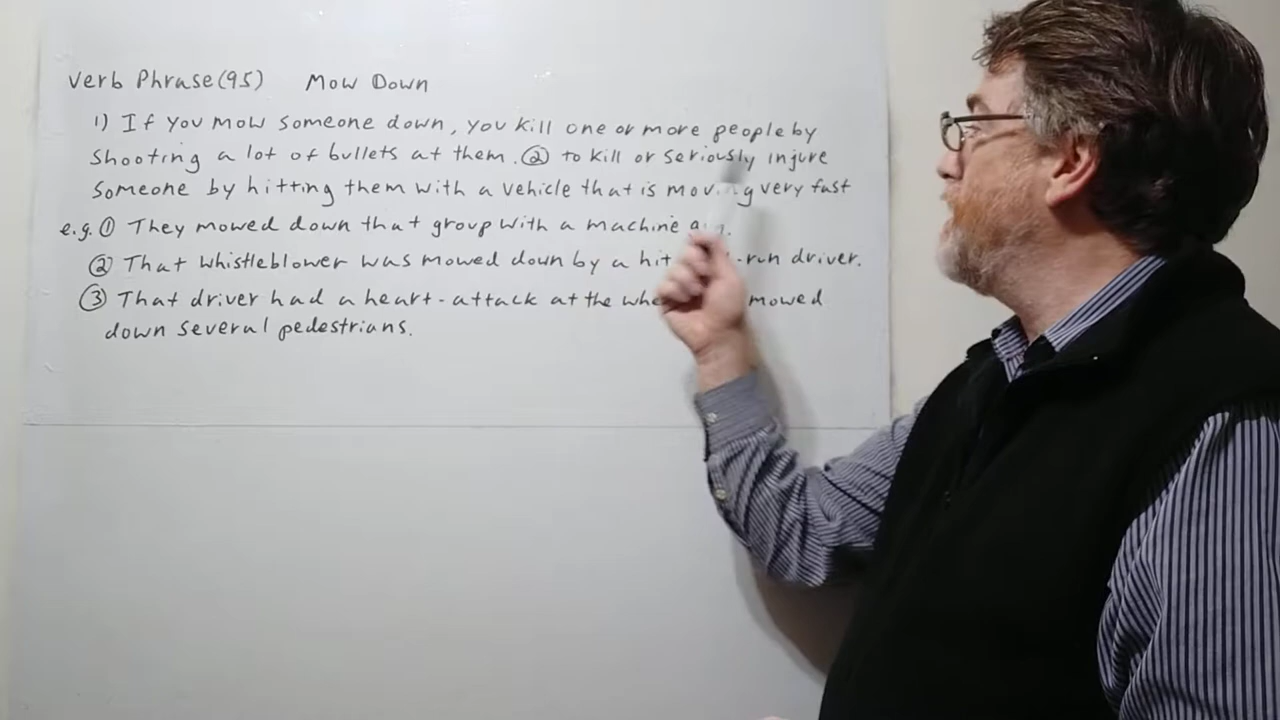 Verb Phrase(95) Mow Down
1) If you mow someone down, you kill one or more people by
shooting a lot of bullets at them. ② to kill or seriously injure
someone by hitting them with a vehicle that is moving very fast
e.g. ① They mowed down that group with a machine
② That whistleblower was mowed down by a hit -run driver.
③ That driver had a heart-attack at the mowed
down several pedestrians.